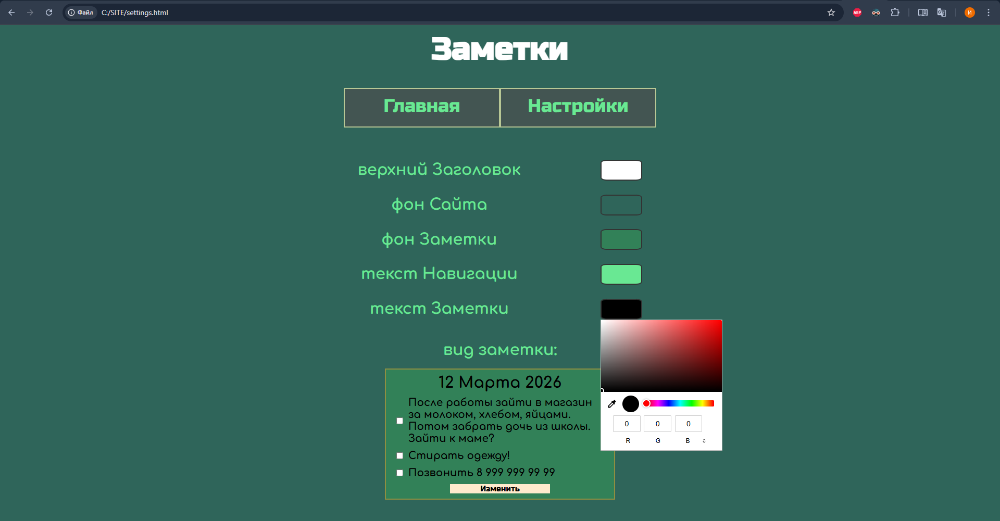 Файл
C:/SITE/settings.html
ABP
И
Заметки
Главная
Настройки
верхний Заголовок
фон Сайта
фон Заметки
текст Навигации
текст Заметки
вид заметки:
12 Марта 2026
После работы зайти в магазин
за молоком, хлебом, яйцами.
Потом забрать дочь из школы.
Зайти к маме?
Стирать одежду!
Позвонить 8 999 999 99 99
Изменить
0 0 0
R G B